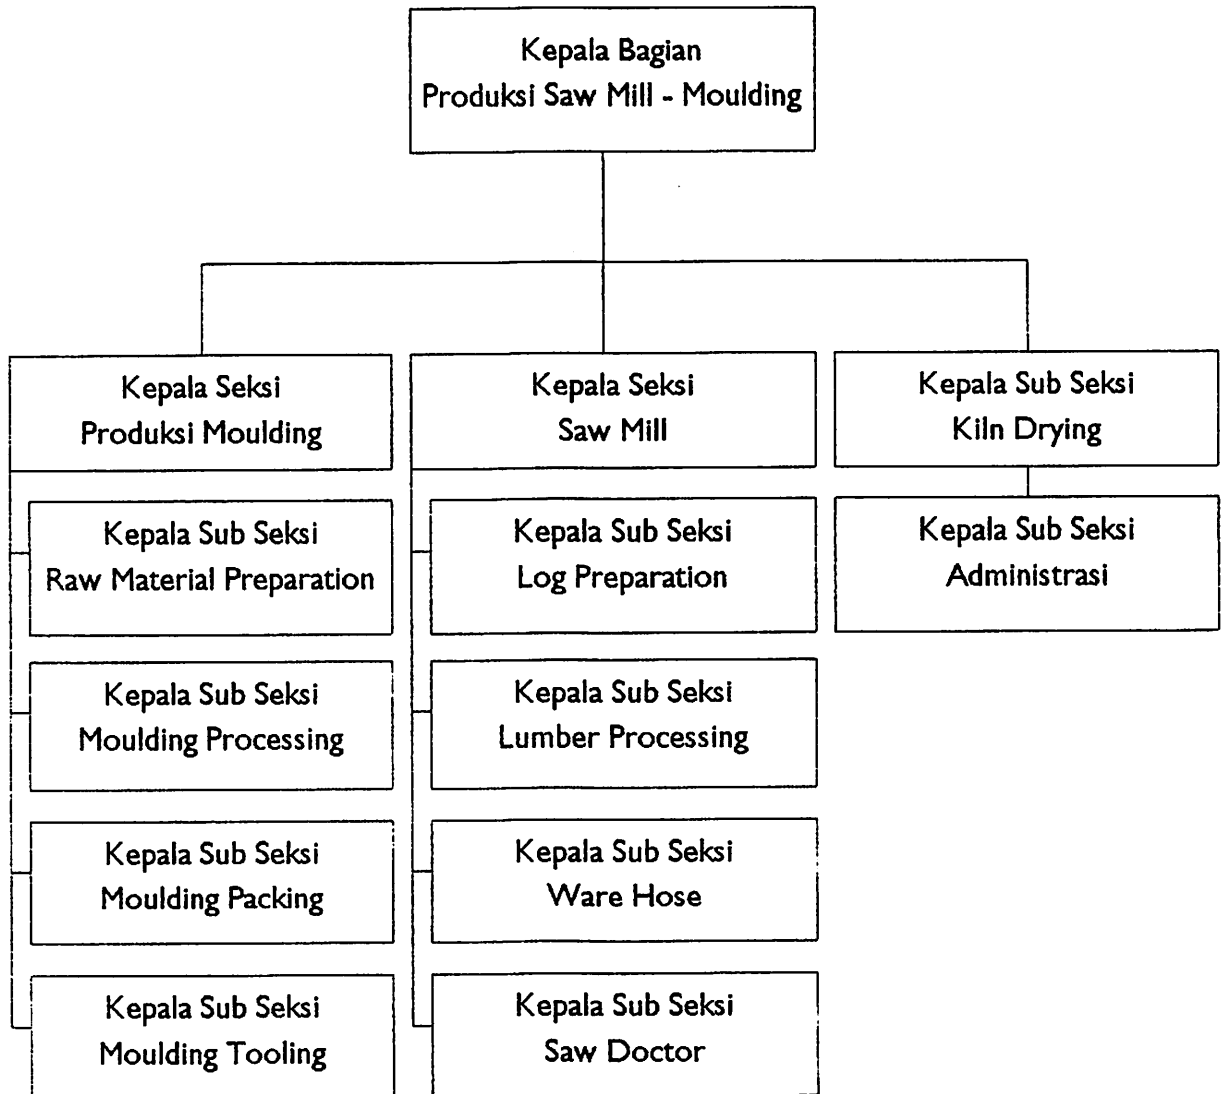 Kepala Bagian
Produksi Saw Mill - Moulding
Kepala Seksi
Produksi Moulding
Kepala Sub Seksi
Raw Material Preparation
Kepala Sub Seksi
Moulding Processing
Kepala Sub Seksi
Moulding Packing
Kepala Sub Seksi
Moulding Tooling
Kepala Seksi
Saw Mill
Kepala Sub Seksi
Log Preparation
Kepala Sub Seksi
Lumber Processing
Kepala Sub Seksi
Ware Hose
Kepala Sub Seksi
Saw Doctor
Kepala Sub Seksi
Kiln Drying
Kepala Sub Seksi
Administrasi